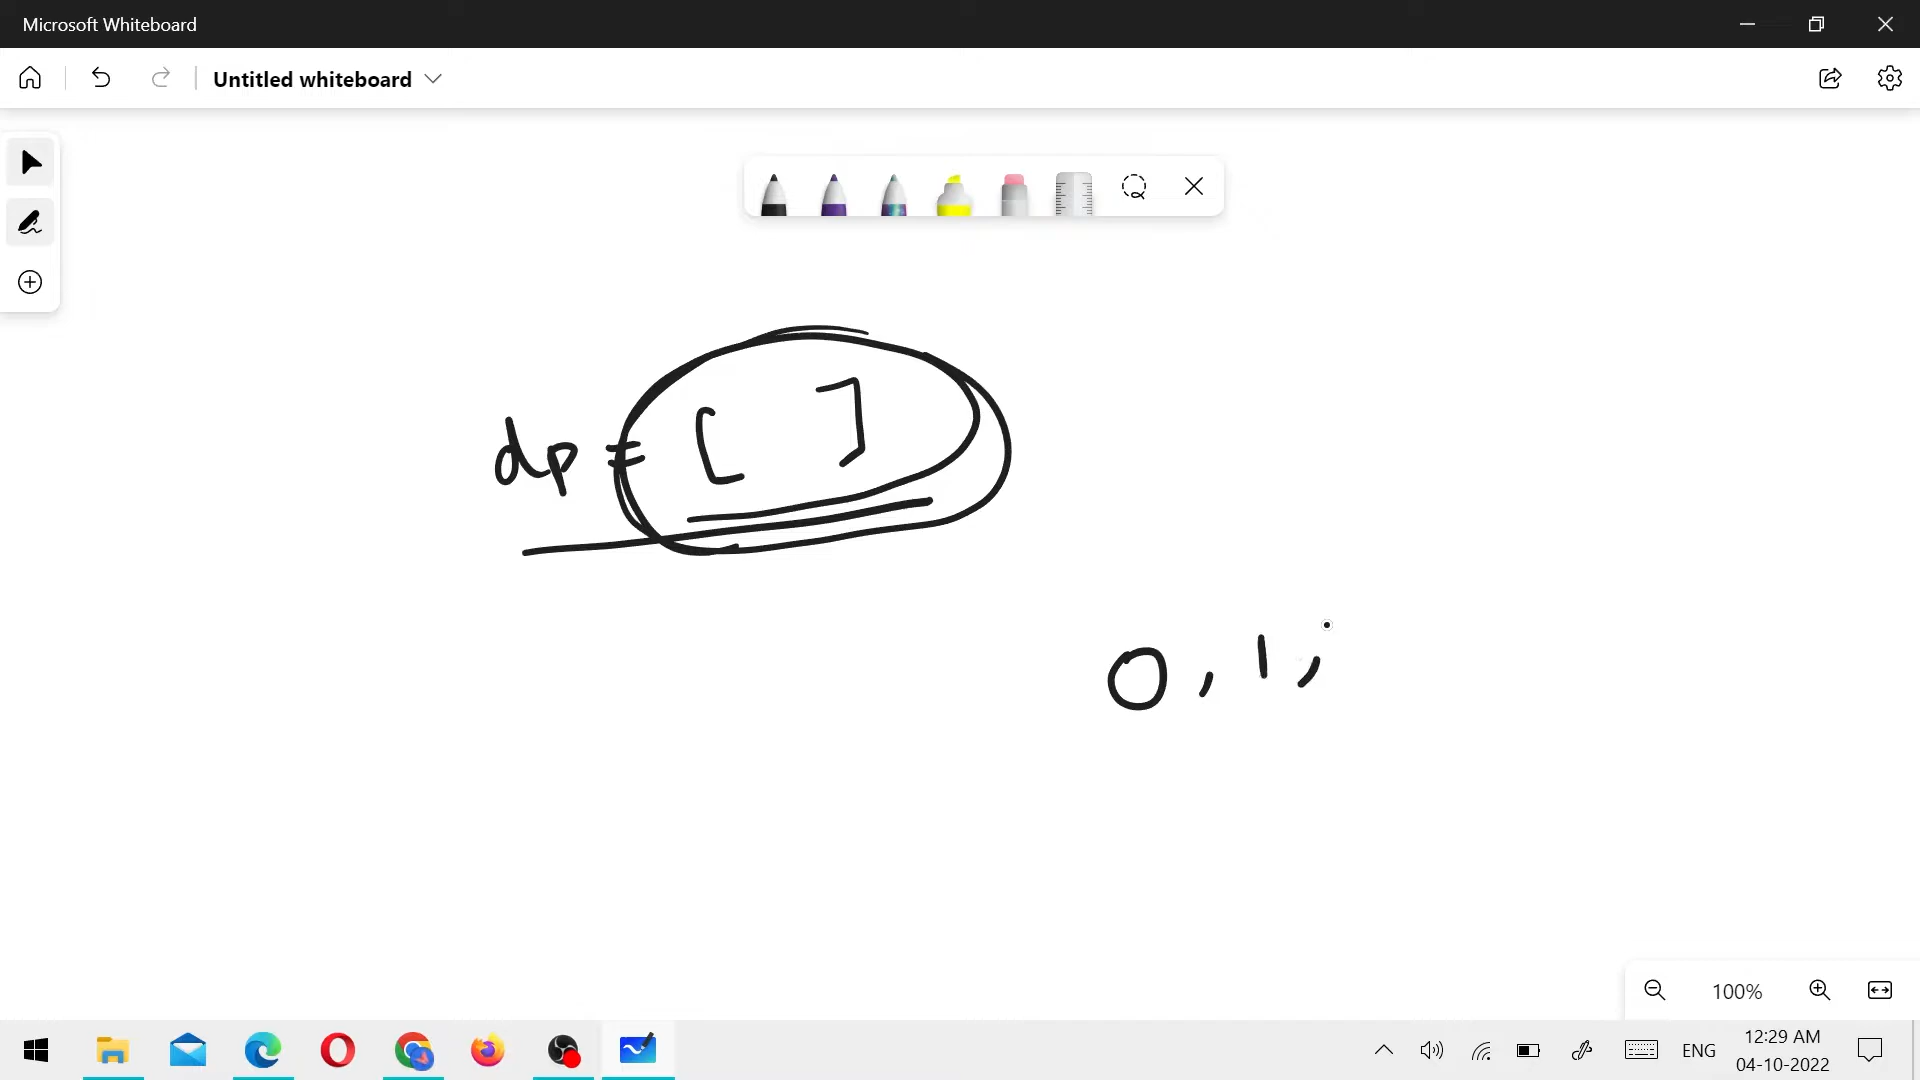 Microsoft Whiteboard
Untitled whiteboard
dp = [ ]
0, 1,
100%
ENG
12:29 AM
04-10-2022